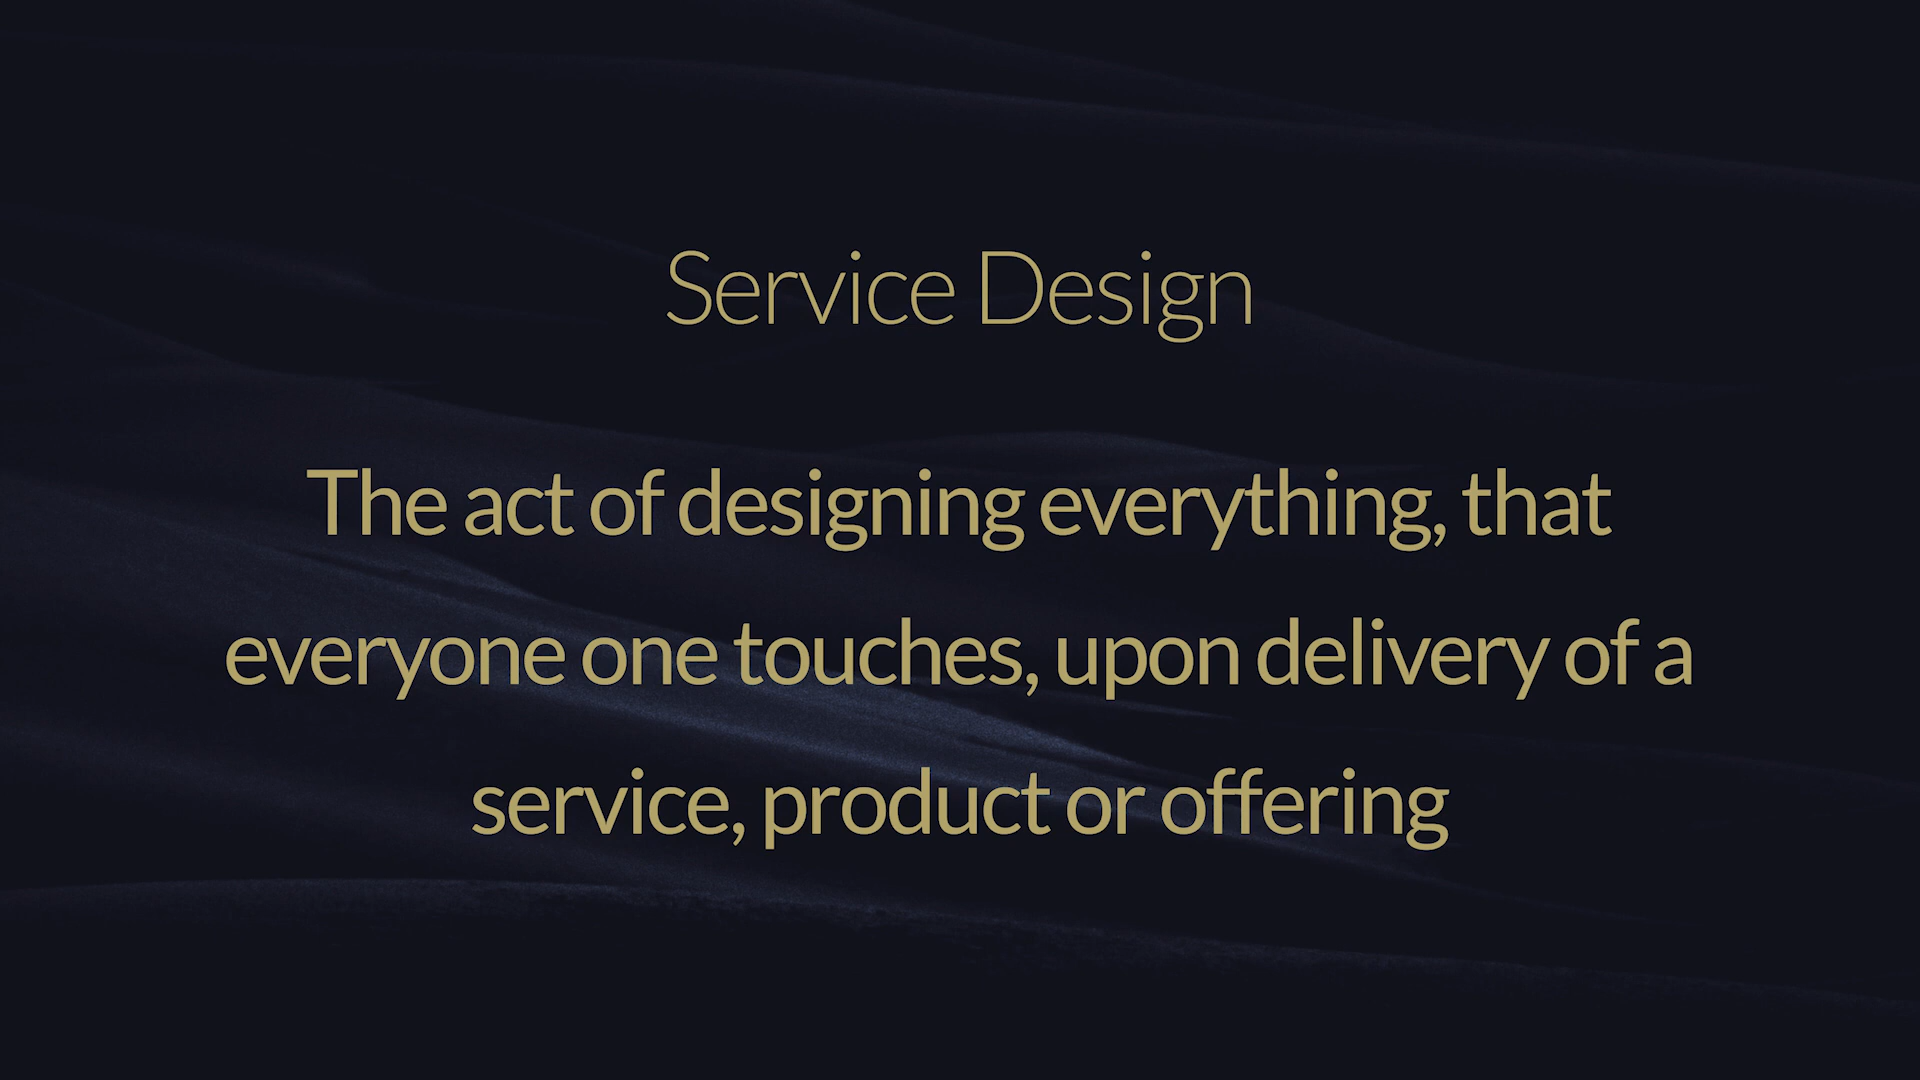 Service Design
The act of designing everything, that
everyone one touches, upon delivery of a
service, product or offering